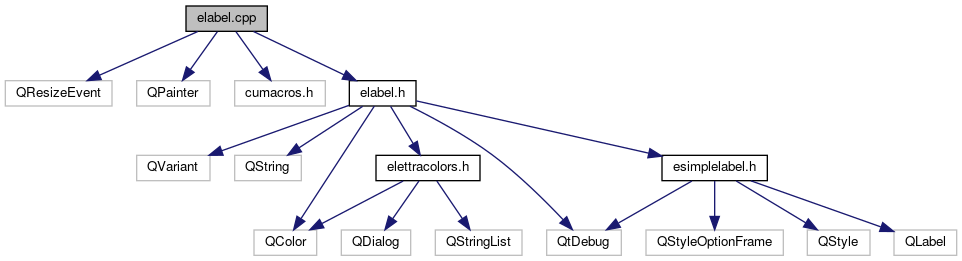 elabel.cpp
QResizeEvent
QPainter
cumacros.h
elabel.h
QVariant
QString
elettracolors.h
esimplelabel.h
QColor
QDialog
QStringList
QtDebug
QStyleOptionFrame
QStyle
QLabel